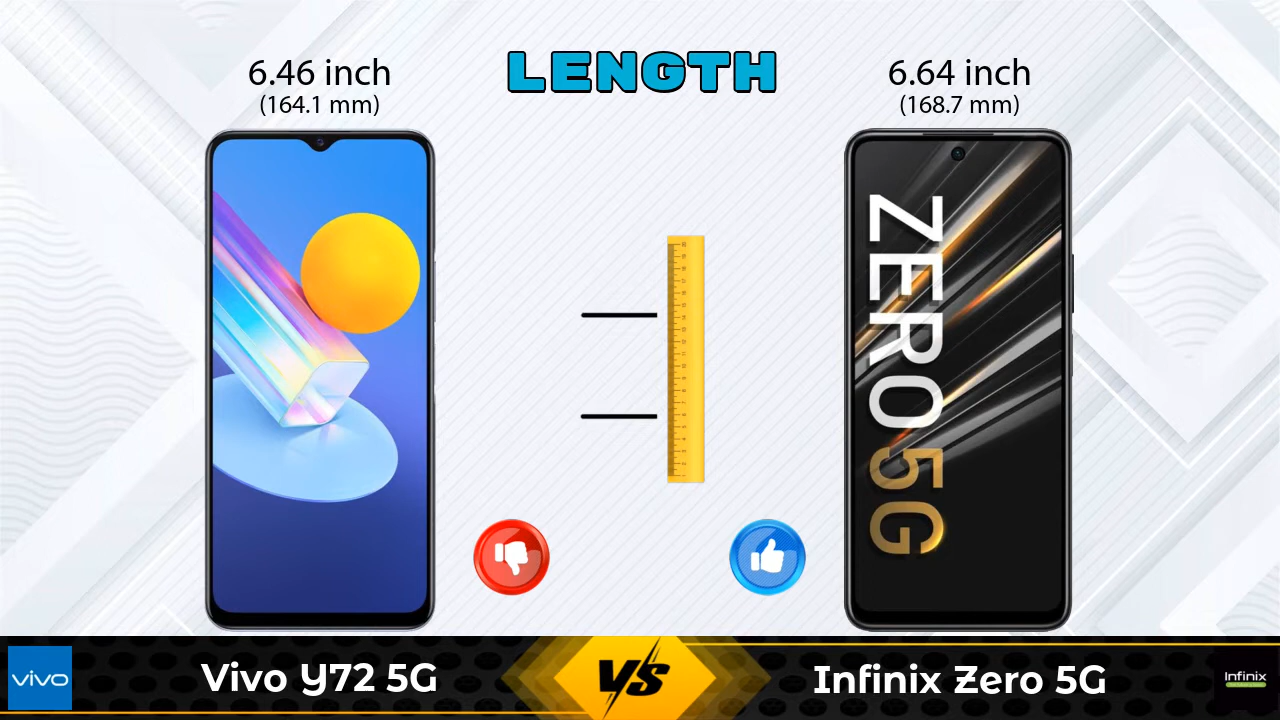 LENGTH
6.46 inch
(164.1 mm)
6.64 inch
(168.7 mm)
ZERO 5G
vivo
Vivo Y72 5G
VS
Infinix Zero 5G
Infinix